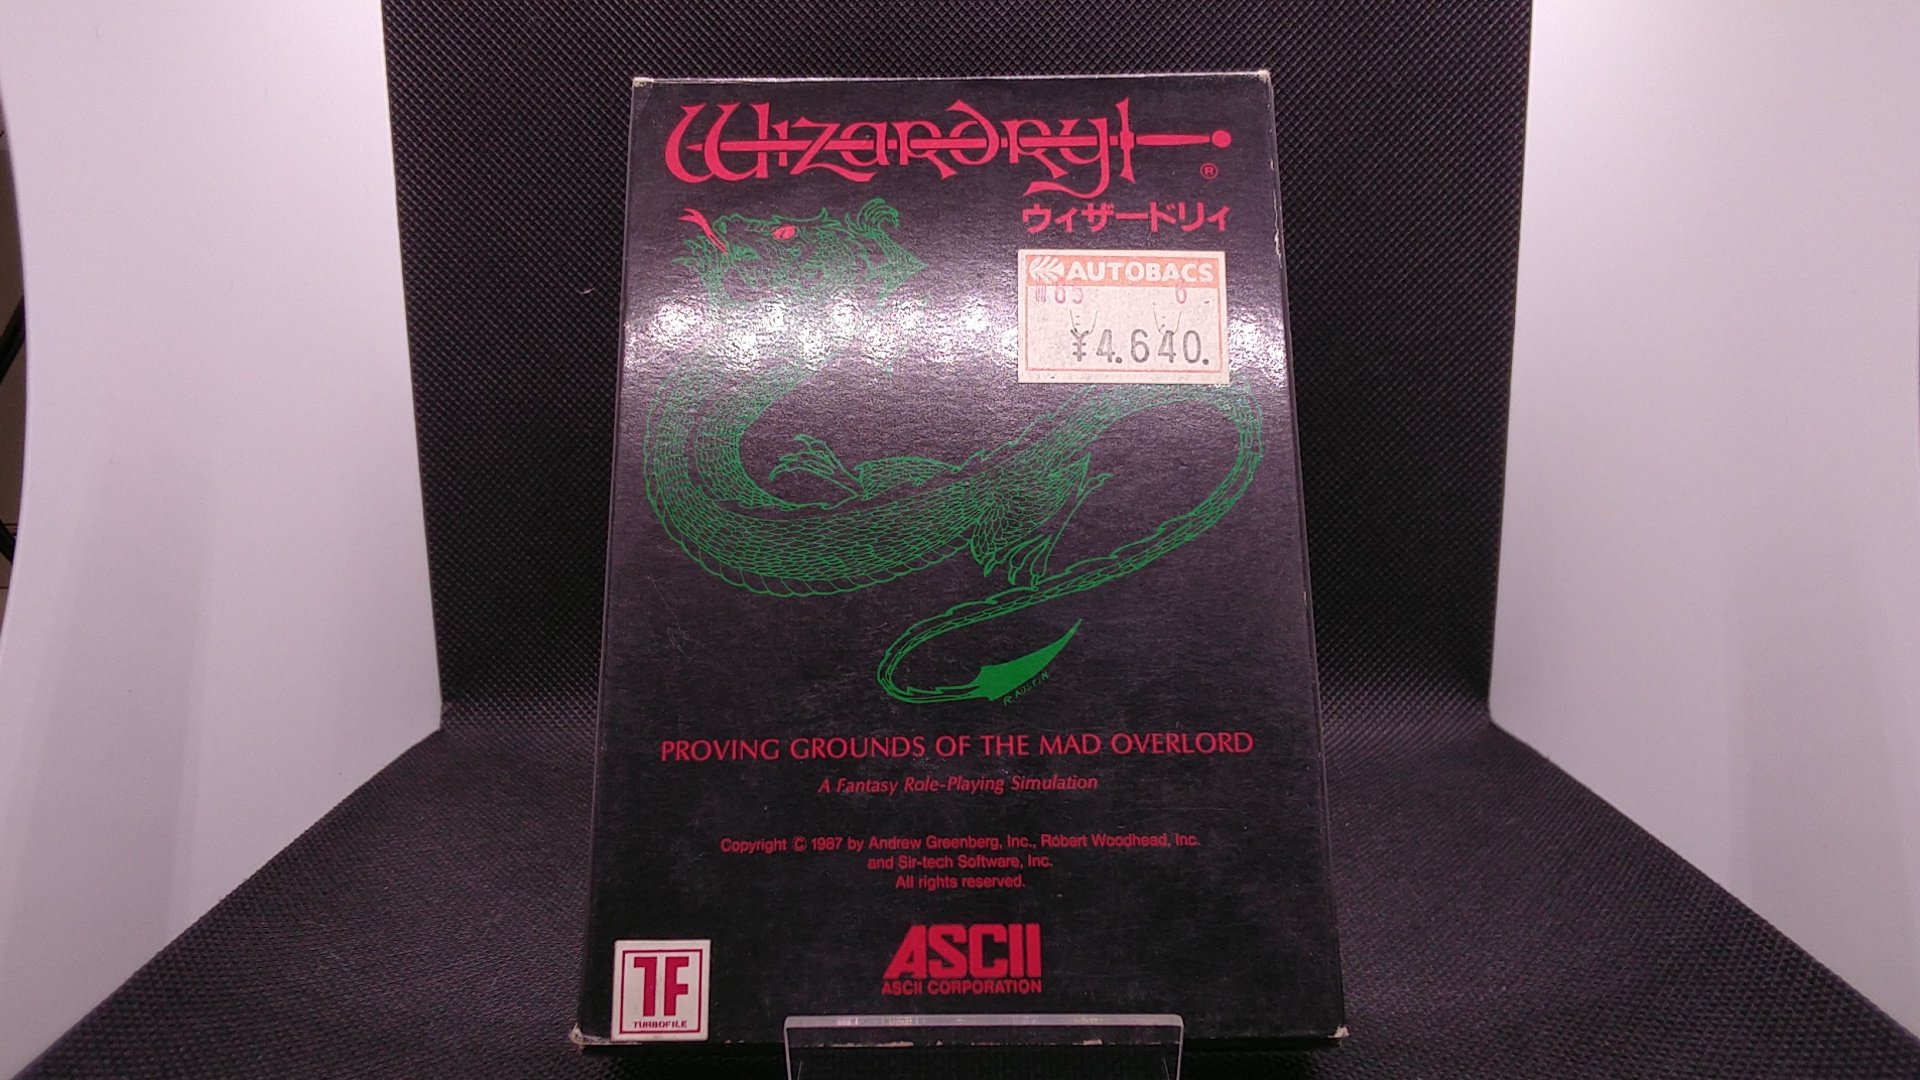 Wizardry
®
ウィザードリィ
AUTOBACS
¥4.640.
R.AUSTIN
PROVING GROUNDS OF THE MAD OVERLORD
A Fantasy Role-Playing Simulation
Copyright © 1987 by Andrew Greenberg, Inc., Robert Woodhead, Inc.
and Sir-tech Software, Inc.
All rights reserved.
ASCII
ASCII CORPORATION
TF
TURBOFILE